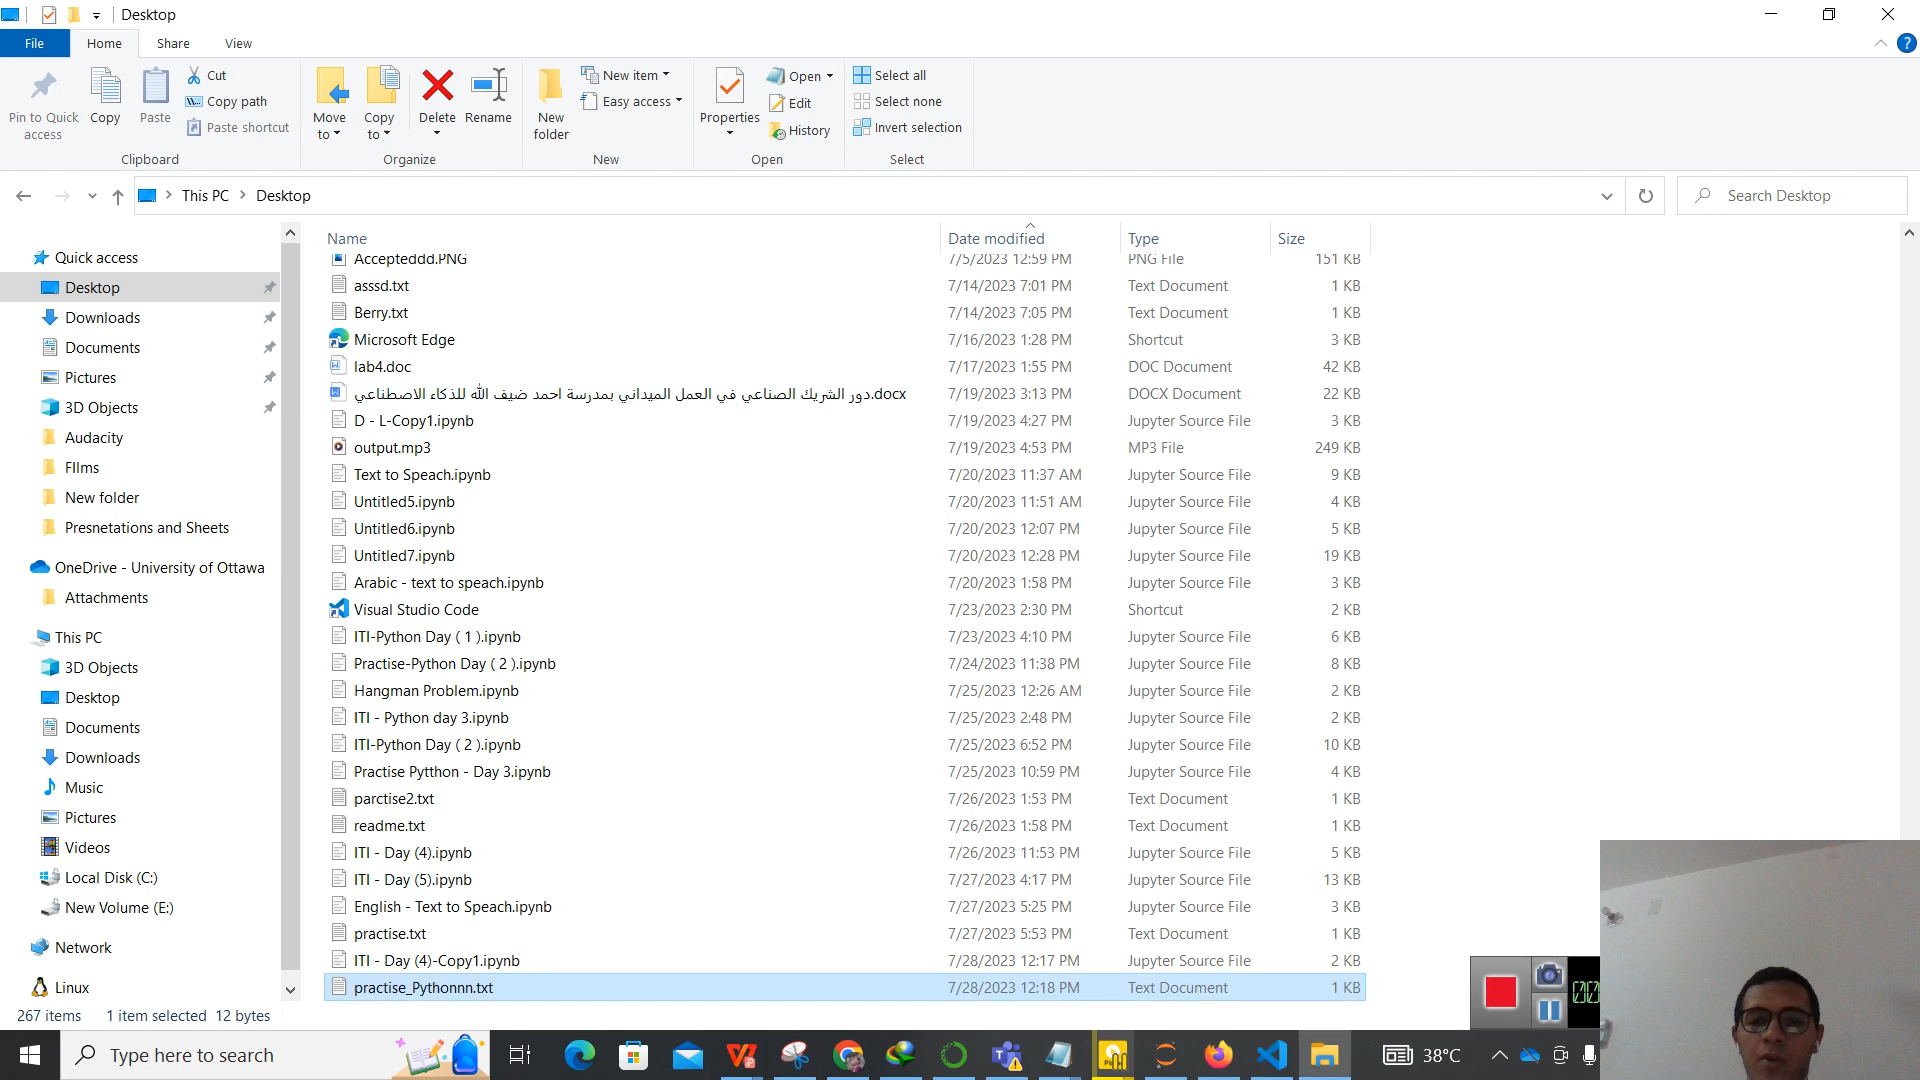 Desktop
File Home Share View
Pin to Quick access
Copy
Paste
Cut
Copy path
Paste shortcut
Clipboard
Move to
Copy to
Delete
Rename
Organize
New folder
New item
Easy access
New
Properties
Open
Edit
History
Open
Select all
Select none
Invert selection
Select
This PC > Desktop
Search Desktop
Quick access
Desktop
Downloads
Documents
Pictures
3D Objects
Audacity
FIlms
New folder
Presnetations and Sheets
OneDrive - University of Ottawa
Attachments
This PC
3D Objects
Desktop
Documents
Downloads
Music
Pictures
Videos
Local Disk (C:)
New Volume (E:)
Network
Linux
Name Date modified Type Size
Accepteddd.PNG 7/5/2023 12:59 PM PNG File 151 KB
asssd.txt 7/14/2023 7:01 PM Text Document 1 KB
Berry.txt 7/14/2023 7:05 PM Text Document 1 KB
Microsoft Edge 7/16/2023 1:28 PM Shortcut 3 KB
lab4.doc 7/17/2023 1:55 PM DOC Document 42 KB
دور الشريك الصناعي في العمل الميداني بمدرسة احمد ضيف الله للذكاء الاصطناعي.docx 7/19/2023 3:13 PM DOCX Document 22 KB
D - L-Copy1.ipynb 7/19/2023 4:27 PM Jupyter Source File 3 KB
output.mp3 7/19/2023 4:53 PM MP3 File 249 KB
Text to Speach.ipynb 7/20/2023 11:37 AM Jupyter Source File 9 KB
Untitled5.ipynb 7/20/2023 11:51 AM Jupyter Source File 4 KB
Untitled6.ipynb 7/20/2023 12:07 PM Jupyter Source File 5 KB
Untitled7.ipynb 7/20/2023 12:28 PM Jupyter Source File 19 KB
Arabic - text to speach.ipynb 7/20/2023 1:58 PM Jupyter Source File 3 KB
Visual Studio Code 7/23/2023 2:30 PM Shortcut 2 KB
ITI-Python Day ( 1 ).ipynb 7/23/2023 4:10 PM Jupyter Source File 6 KB
Practise-Python Day ( 2 ).ipynb 7/24/2023 11:38 PM Jupyter Source File 8 KB
Hangman Problem.ipynb 7/25/2023 12:26 AM Jupyter Source File 2 KB
ITI - Python day 3.ipynb 7/25/2023 2:48 PM Jupyter Source File 2 KB
ITI-Python Day ( 2 ).ipynb 7/25/2023 6:52 PM Jupyter Source File 10 KB
Practise Pytthon - Day 3.ipynb 7/25/2023 10:59 PM Jupyter Source File 4 KB
parctise2.txt 7/26/2023 1:53 PM Text Document 1 KB
readme.txt 7/26/2023 1:58 PM Text Document 1 KB
ITI - Day (4).ipynb 7/26/2023 11:53 PM Jupyter Source File 5 KB
ITI - Day (5).ipynb 7/27/2023 4:17 PM Jupyter Source File 13 KB
English - Text to Speach.ipynb 7/27/2023 5:25 PM Jupyter Source File 3 KB
practise.txt 7/27/2023 5:53 PM Text Document 1 KB
ITI - Day (4)-Copy1.ipynb 7/28/2023 12:17 PM Jupyter Source File 2 KB
practise_Pythonnn.txt 7/28/2023 12:18 PM Text Document 1 KB
267 items 1 item selected 12 bytes
Type here to search
38°C